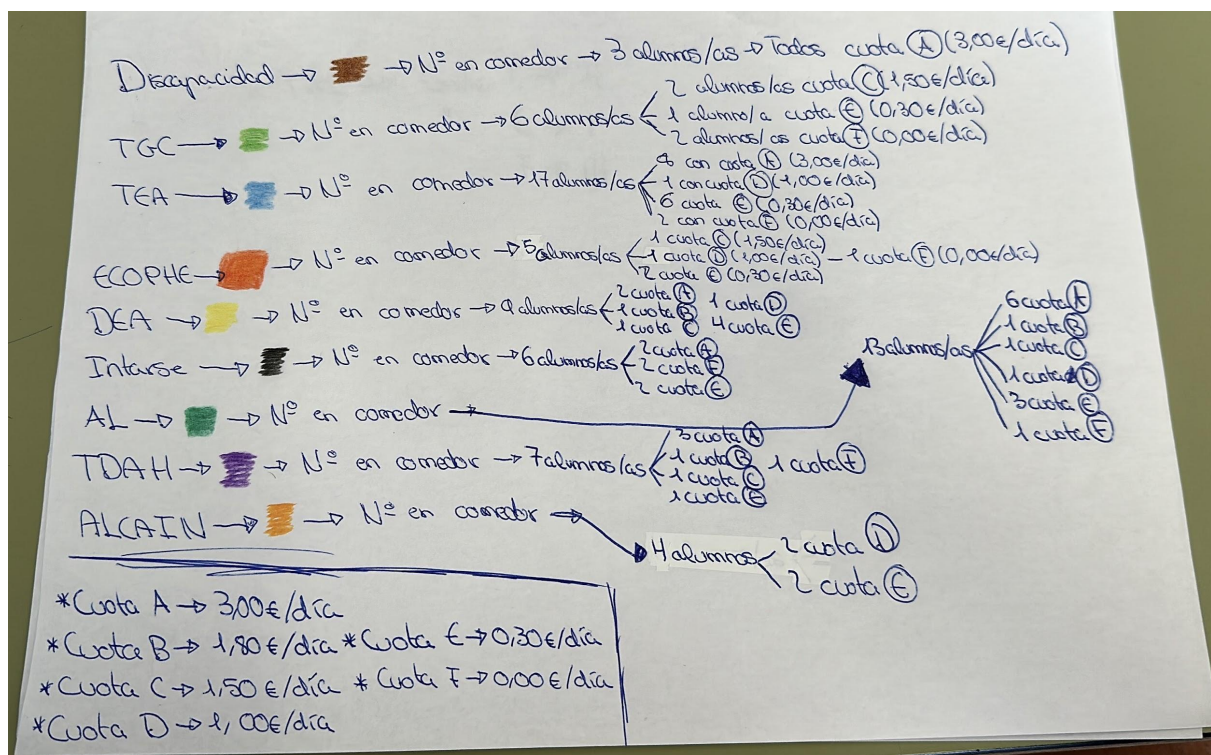 Discapacidad → → Nº en comedor → 3 alumnos/as → Todos cuota A (3,00€/día)
TGC → → Nº en comedor → 6 alumnos/as
2 alumnos/as cuota C (1,50€/día)
1 alumno/a cuota E (0,30€/día)
2 alumnos/as cuota F (0,00€/día)
TEA → → Nº en comedor → 17 alumnos/as
8 con cuota A (3,00€/día)
1 con cuota D (1,00€/día)
6 cuota E (0,30€/día)
2 con cuota F (0,00€/día)
ECOPHE → → Nº en comedor → 5 alumnos/as
1 cuota C (1,50€/día)
1 cuota D (1,00€/día) – 1 cuota F (0,00€/día)
2 cuota E (0,30€/día)
DEA → → Nº en comedor → 9 alumnos/as
2 cuota A 1 cuota D
1 cuota B
1 cuota C 4 cuota E
Intarse → → Nº en comedor → 6 alumnos/as
2 cuota A
2 cuota F
2 cuota E
AL → → Nº en comedor →
13 alumnos/as
6 cuota A
1 cuota B
1 cuota C
1 cuota D
3 cuota E
1 cuota F
TDAH → → Nº en comedor → 7 alumnos/as
3 cuota A
1 cuota B 1 cuota F
1 cuota C
1 cuota E
ALCAIN → → Nº en comedor →
4 alumnos
2 cuota D
2 cuota E
*Cuota A → 3,00€/día
*Cuota B → 1,80€/día *Cuota E → 0,30€/día
*Cuota C → 1,50€/día *Cuota F → 0,00€/día
*Cuota D → 1,00€/día